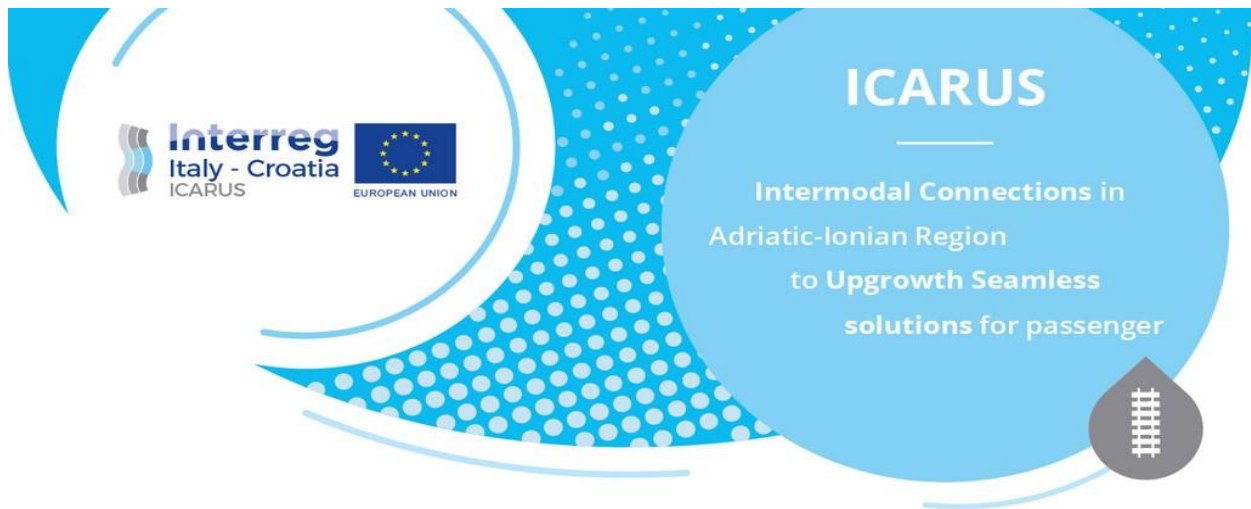 Interreg
Italy - Croatia
ICARUS
EUROPEAN UNION
ICARUS
Intermodal Connections in
Adriatic-Ionian Region
to Upgrowth Seamless
solutions for passenger